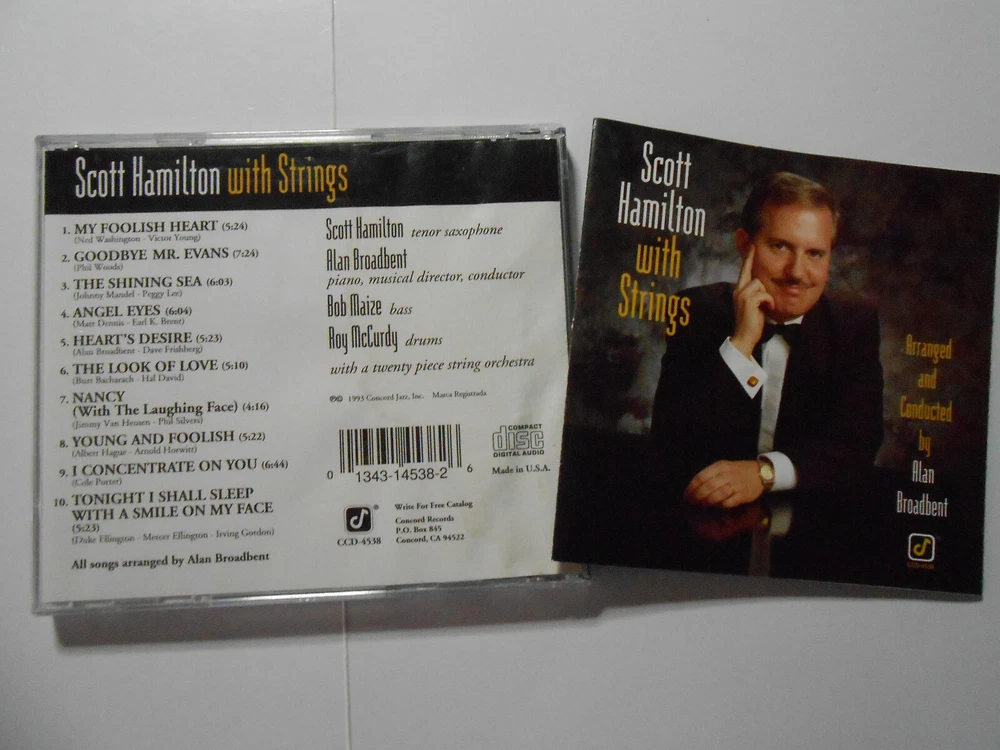 Scott Hamilton with Strings
1. MY FOOLISH HEART (5:24)
(Ned Washington - Victor Young)
2. GOODBYE MR. EVANS (7:24)
(Phil Woods)
3. THE SHINING SEA (6:03)
(Johnny Mandel - Peggy Lee)
4. ANGEL EYES (6:04)
(Matt Dennis - Earl K. Brent)
5. HEART'S DESIRE (5:23)
(Alan Broadbent - Dave Frishberg)
6. THE LOOK OF LOVE (5:10)
(Burt Bacharach - Hal David)
7. NANCY
(With The Laughing Face) (4:16)
(Jimmy Van Heusen - Phil Silvers)
8. YOUNG AND FOOLISH (5:22)
(Albert Hague - Arnold Horwitt)
9. I CONCENTRATE ON YOU (6:44)
(Cole Porter)
10. TONIGHT I SHALL SLEEP
WITH A SMILE ON MY FACE
(5:23)
(Duke Ellington - Mercer Ellington - Irving Gordon)
All songs arranged by Alan Broadbent
Scott Hamilton tenor saxophone
Alan Broadbent
piano, musical director, conductor
Bob Maize bass
Roy McCurdy drums
with a twenty piece string orchestra
℗© 1993 Concord Jazz, Inc. Marca Registrada
0 1343-14538-2 6
COMPACT
disc
DIGITAL AUDIO
Made in U.S.A.
CCD-4538
Write For Free Catalog
Concord Records
P.O. Box 845
Concord, CA 94522
Scott
Hamilton
with
Strings
Arranged
and
Conducted
by
Alan
Broadbent
CCD-4538